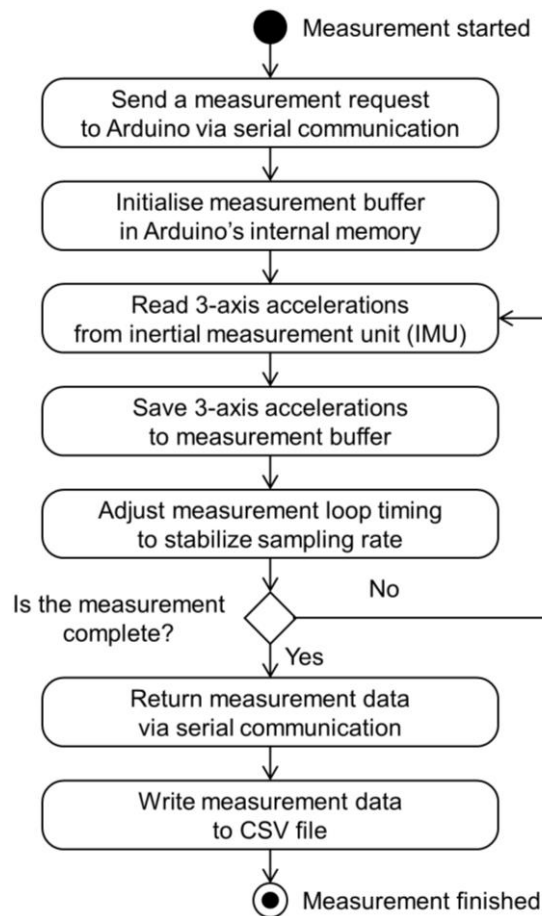 Measurement started
Send a measurement request
to Arduino via serial communication
Initialise measurement buffer
in Arduino's internal memory
Read 3-axis accelerations
from inertial measurement unit (IMU)
Save 3-axis accelerations
to measurement buffer
Adjust measurement loop timing
to stabilize sampling rate
Is the measurement
complete?
No
Yes
Return measurement data
via serial communication
Write measurement data
to CSV file
Measurement finished